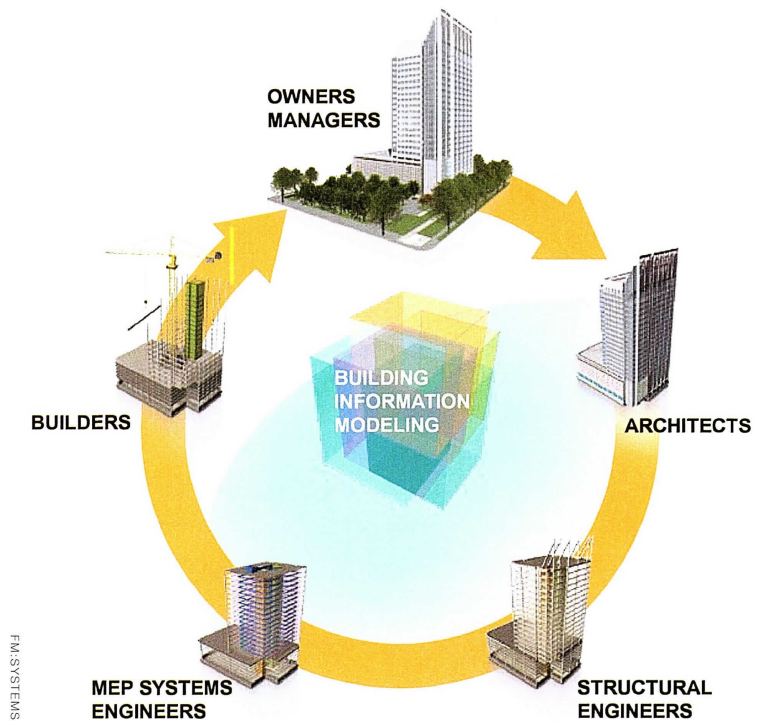 OWNERS
MANAGERS
BUILDING
INFORMATION
MODELING
BUILDERS
ARCHITECTS
MEP SYSTEMS
ENGINEERS
STRUCTURAL
ENGINEERS
FM:SYSTEMS